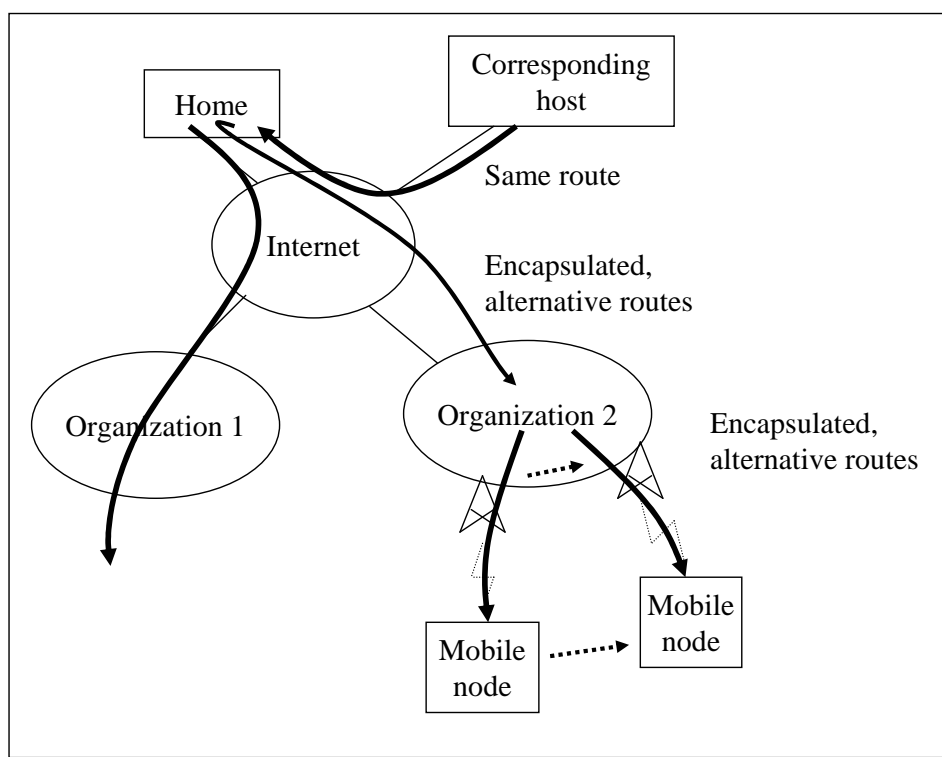 Corresponding
host
Home
Same route
Internet
Encapsulated,
alternative routes
Organization 1
Organization 2
Encapsulated,
alternative routes
Mobile
node
Mobile
node